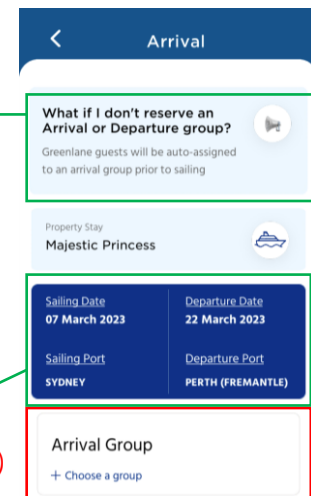 Arrival
What if I don't reserve an
Arrival or Departure group?
Greenlane guests will be auto-assigned
to an arrival group prior to sailing
Property Stay
Majestic Princess
Sailing Date
Departure Date
07 March 2023
22 March 2023
Sailing Port
Departure Port
SYDNEY
PERTH (FREMANTLE)
Arrival Group
+ Choose a group